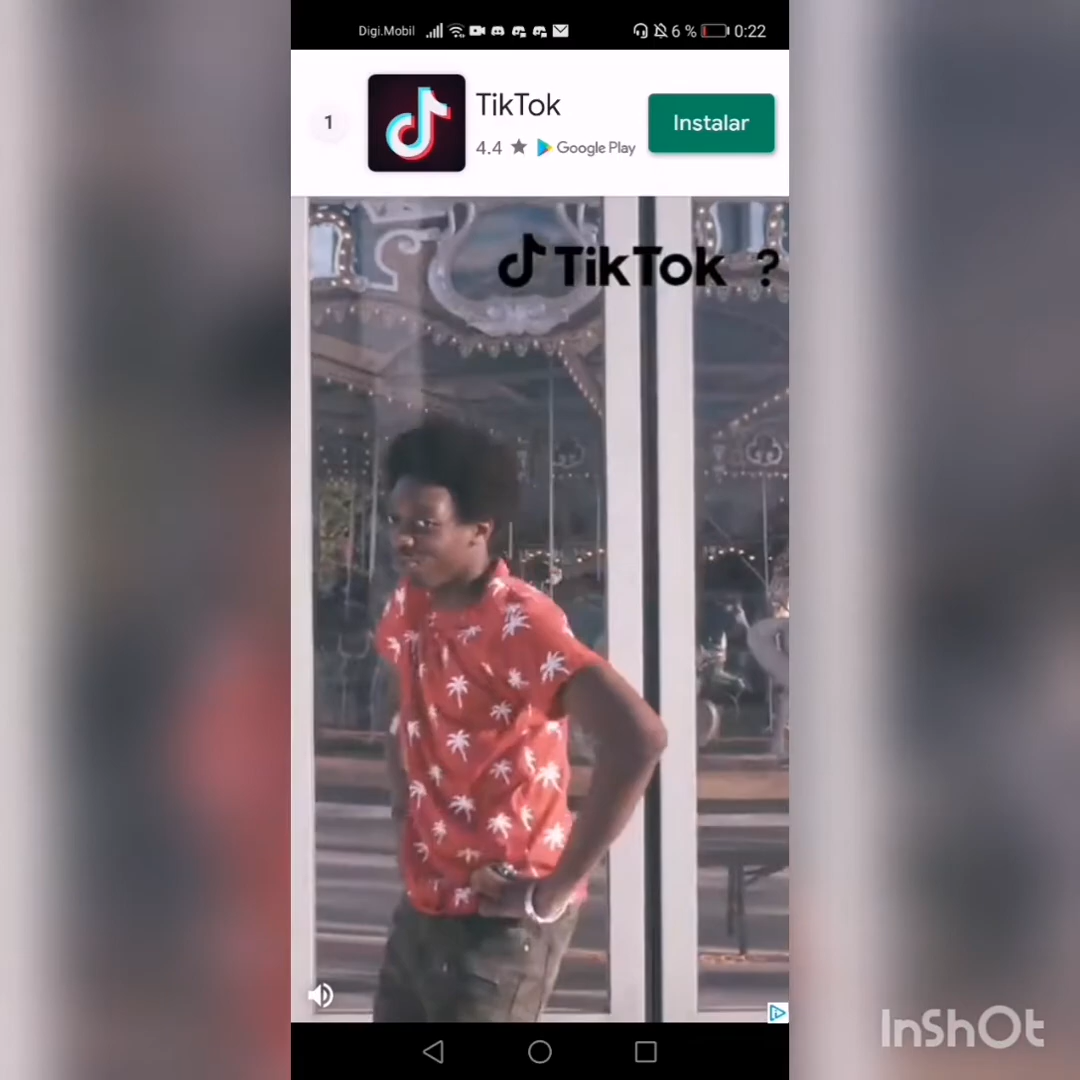 Digi.Mobil 6 % 0:22
1
TikTok
4.4 ★ Google Play
Instalar
TikTok ?
InShOt